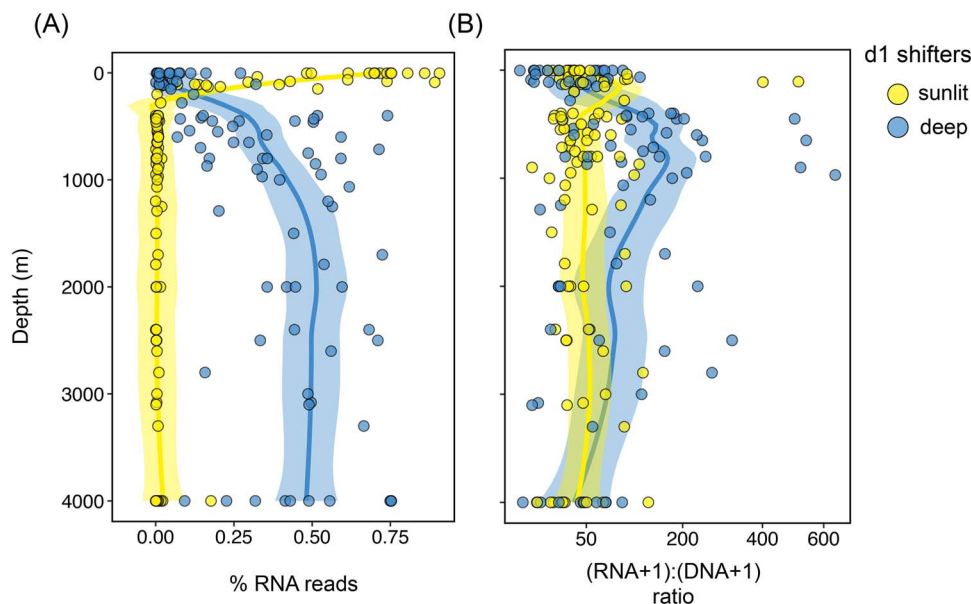 (A)
(B)
d1 shifters
sunlit
deep
Depth (m)
0
1000
2000
3000
4000
0.00
0.25
0.50
0.75
% RNA reads
50
200
400
600
(RNA+1):(DNA+1)
ratio